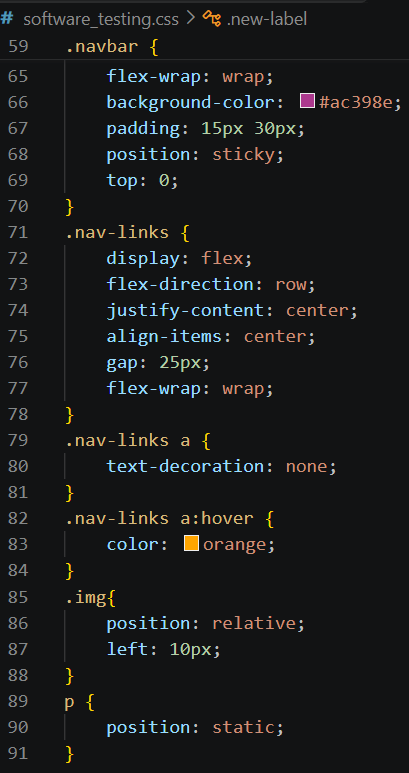 # software_testing.css > .new-label
59 .navbar {
65 flex-wrap: wrap;
66 background-color: #ac398e;
67 padding: 15px 30px;
68 position: sticky;
69 top: 0;
70 }
71 .nav-links {
72 display: flex;
73 flex-direction: row;
74 justify-content: center;
75 align-items: center;
76 gap: 25px;
77 flex-wrap: wrap;
78 }
79 .nav-links a {
80 text-decoration: none;
81 }
82 .nav-links a:hover {
83 color: orange;
84 }
85 .img{
86 position: relative;
87 left: 10px;
88 }
89 p {
90 position: static;
91 }